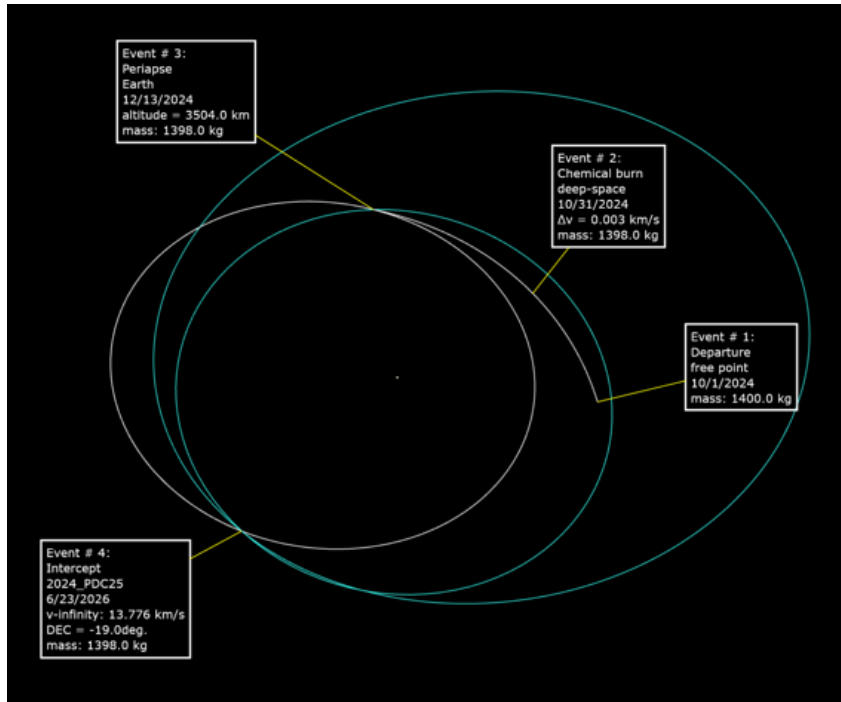 Event # 3:
Periapse
Earth
12/13/2024
altitude = 3504.0 km
mass: 1398.0 kg
Event # 2:
Chemical burn
deep-space
10/31/2024
Δv = 0.003 km/s
mass: 1398.0 kg
Event # 1:
Departure
free point
10/1/2024
mass: 1400.0 kg
Event # 4:
Intercept
2024_PDC25
6/23/2026
v-infinity: 13.776 km/s
DEC = -19.0deg.
mass: 1398.0 kg